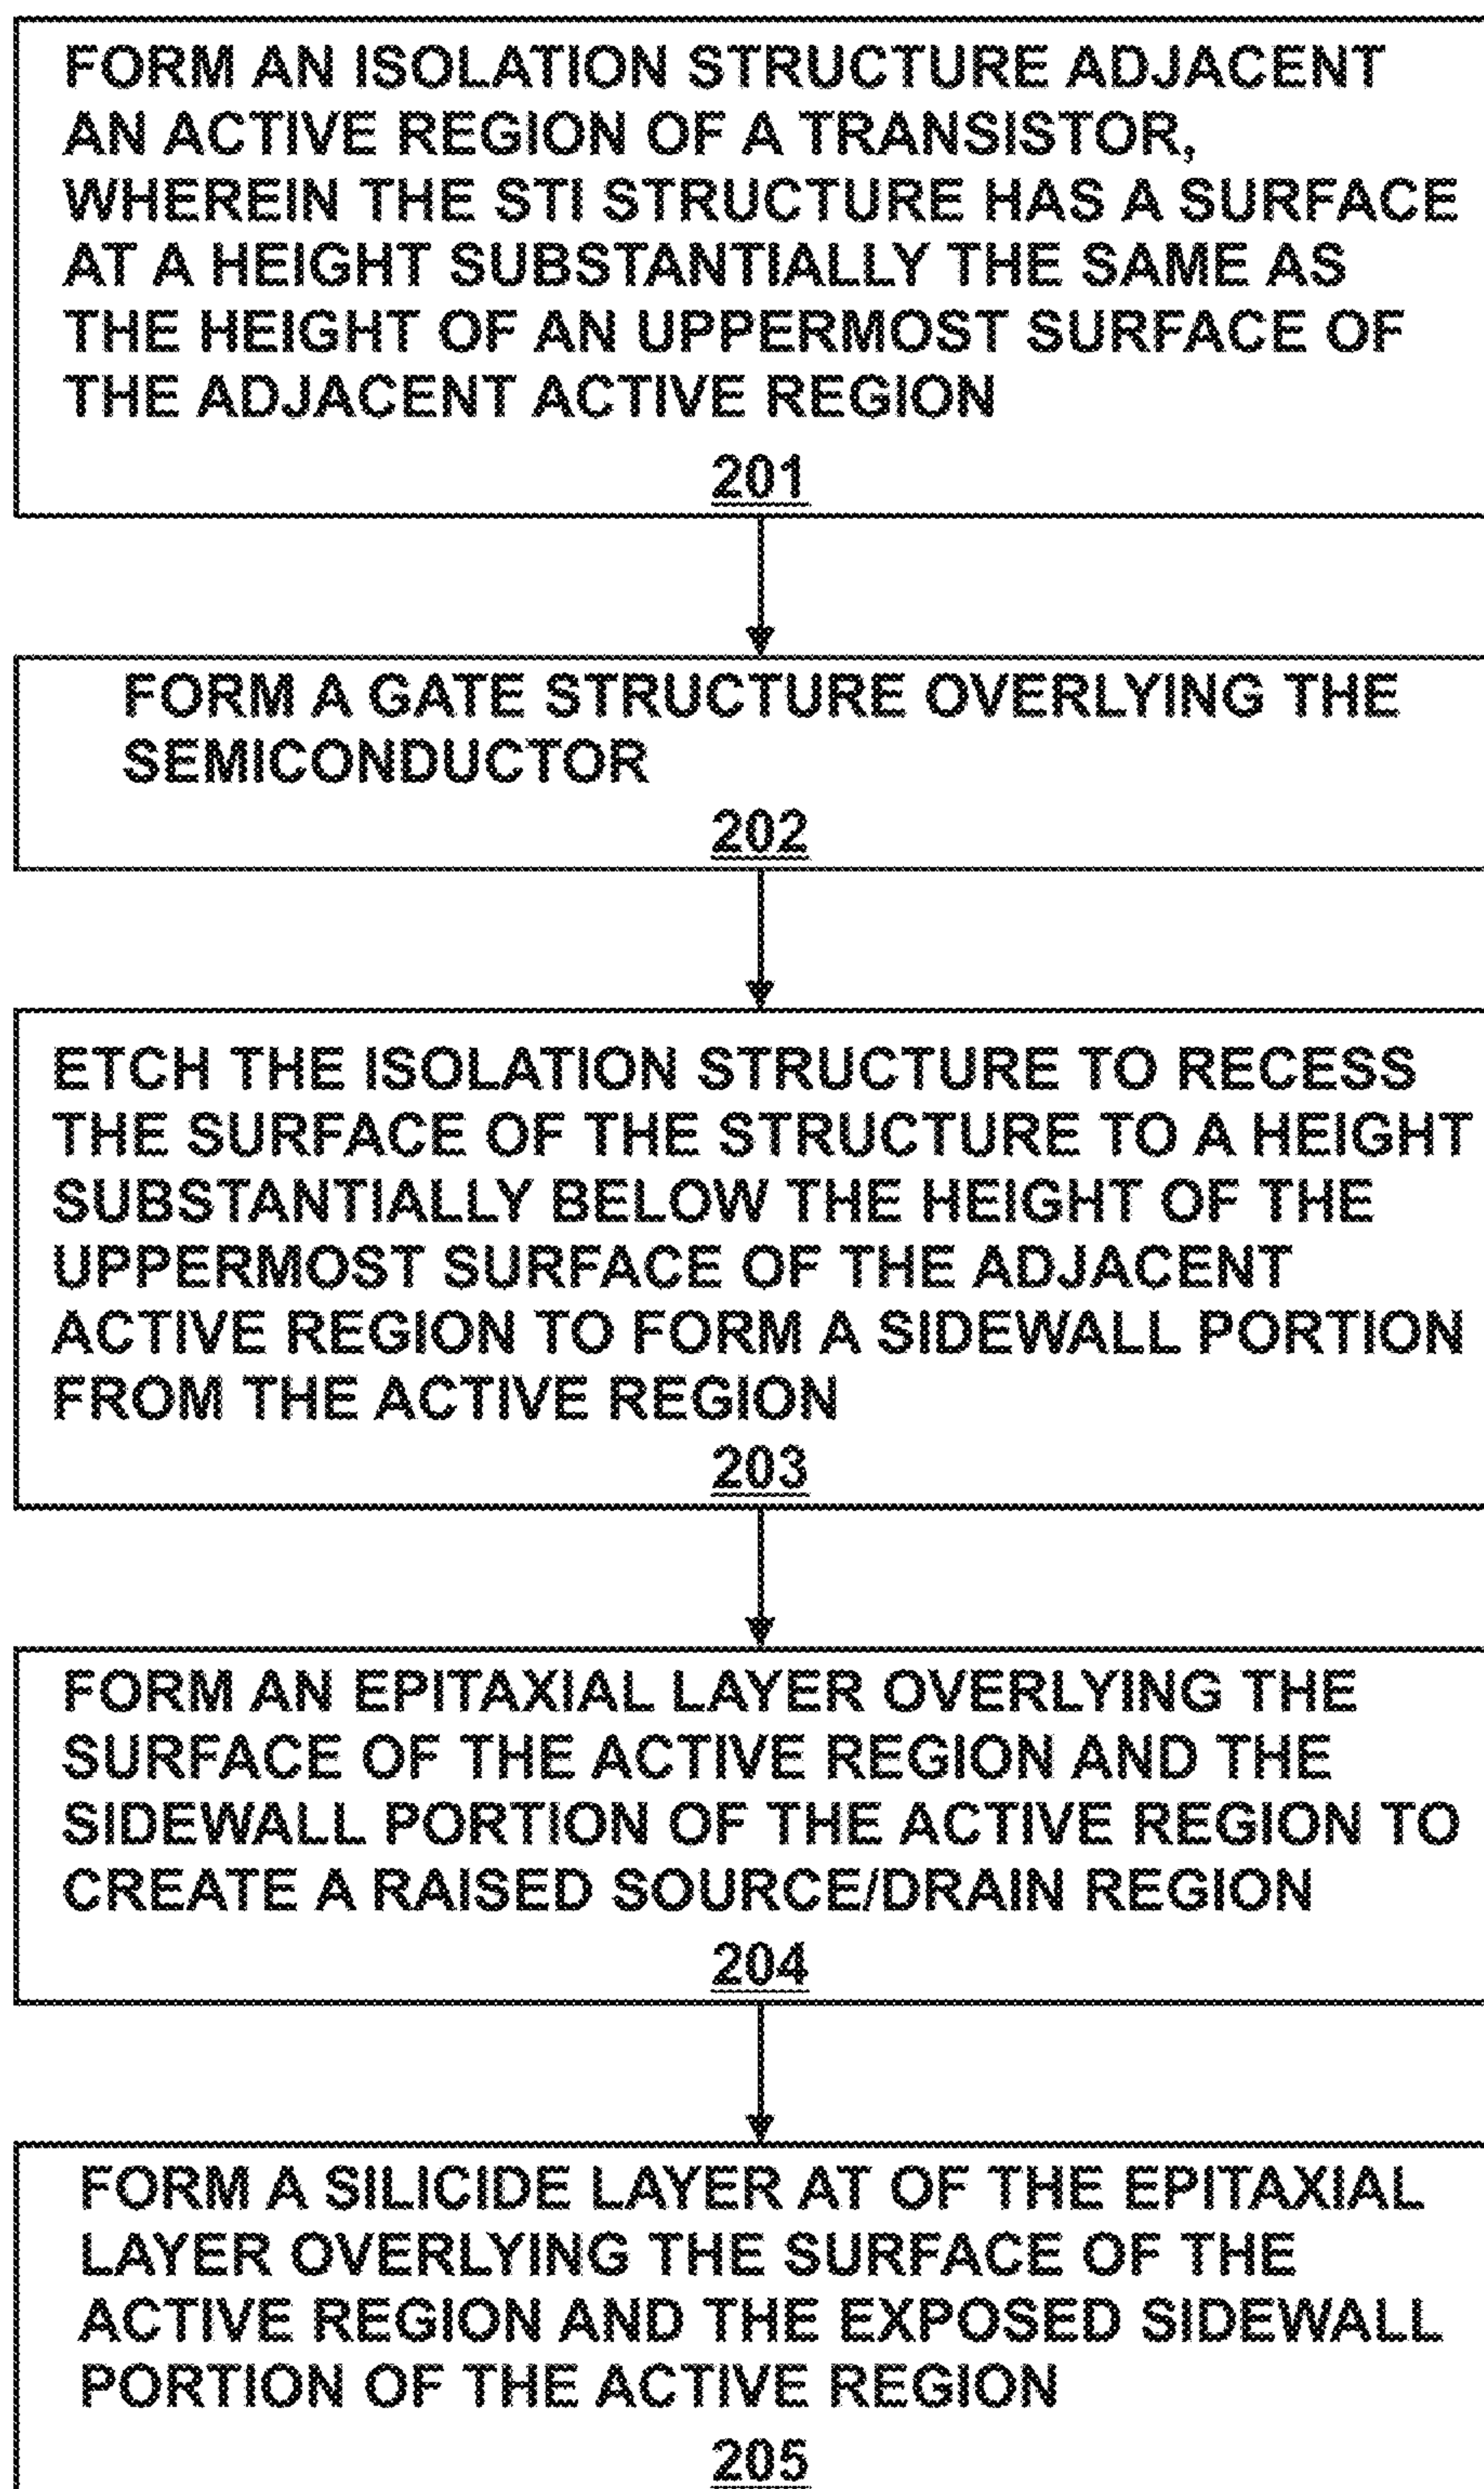 FORM AN ISOLATION STRUCTURE ADJACENT
AN ACTIVE REGION OF A TRANSISTOR,
WHEREIN THE STI STRUCTURE HAS A SURFACE
AT A HEIGHT SUBSTANTIALLY THE SAME AS
THE HEIGHT OF AN UPPERMOST SURFACE OF
THE ADJACENT ACTIVE REGION
201
FORM A GATE STRUCTURE OVERLYING THE
SEMICONDUCTOR
202
ETCH THE ISOLATION STRUCTURE TO RECESS
THE SURFACE OF THE STRUCTURE TO A HEIGHT
SUBSTANTIALLY BELOW THE HEIGHT OF THE
UPPERMOST SURFACE OF THE ADJACENT
ACTIVE REGION TO FORM A SIDEWALL PORTION
FROM THE ACTIVE REGION
203
FORM AN EPITAXIAL LAYER OVERLYING THE
SURFACE OF THE ACTIVE REGION AND THE
SIDEWALL PORTION OF THE ACTIVE REGION TO
CREATE A RAISED SOURCE/DRAIN REGION
204
FORM A SILICIDE LAYER AT OF THE EPITAXIAL
LAYER OVERLYING THE SURFACE OF THE
ACTIVE REGION AND THE EXPOSED SIDEWALL
PORTION OF THE ACTIVE REGION
205